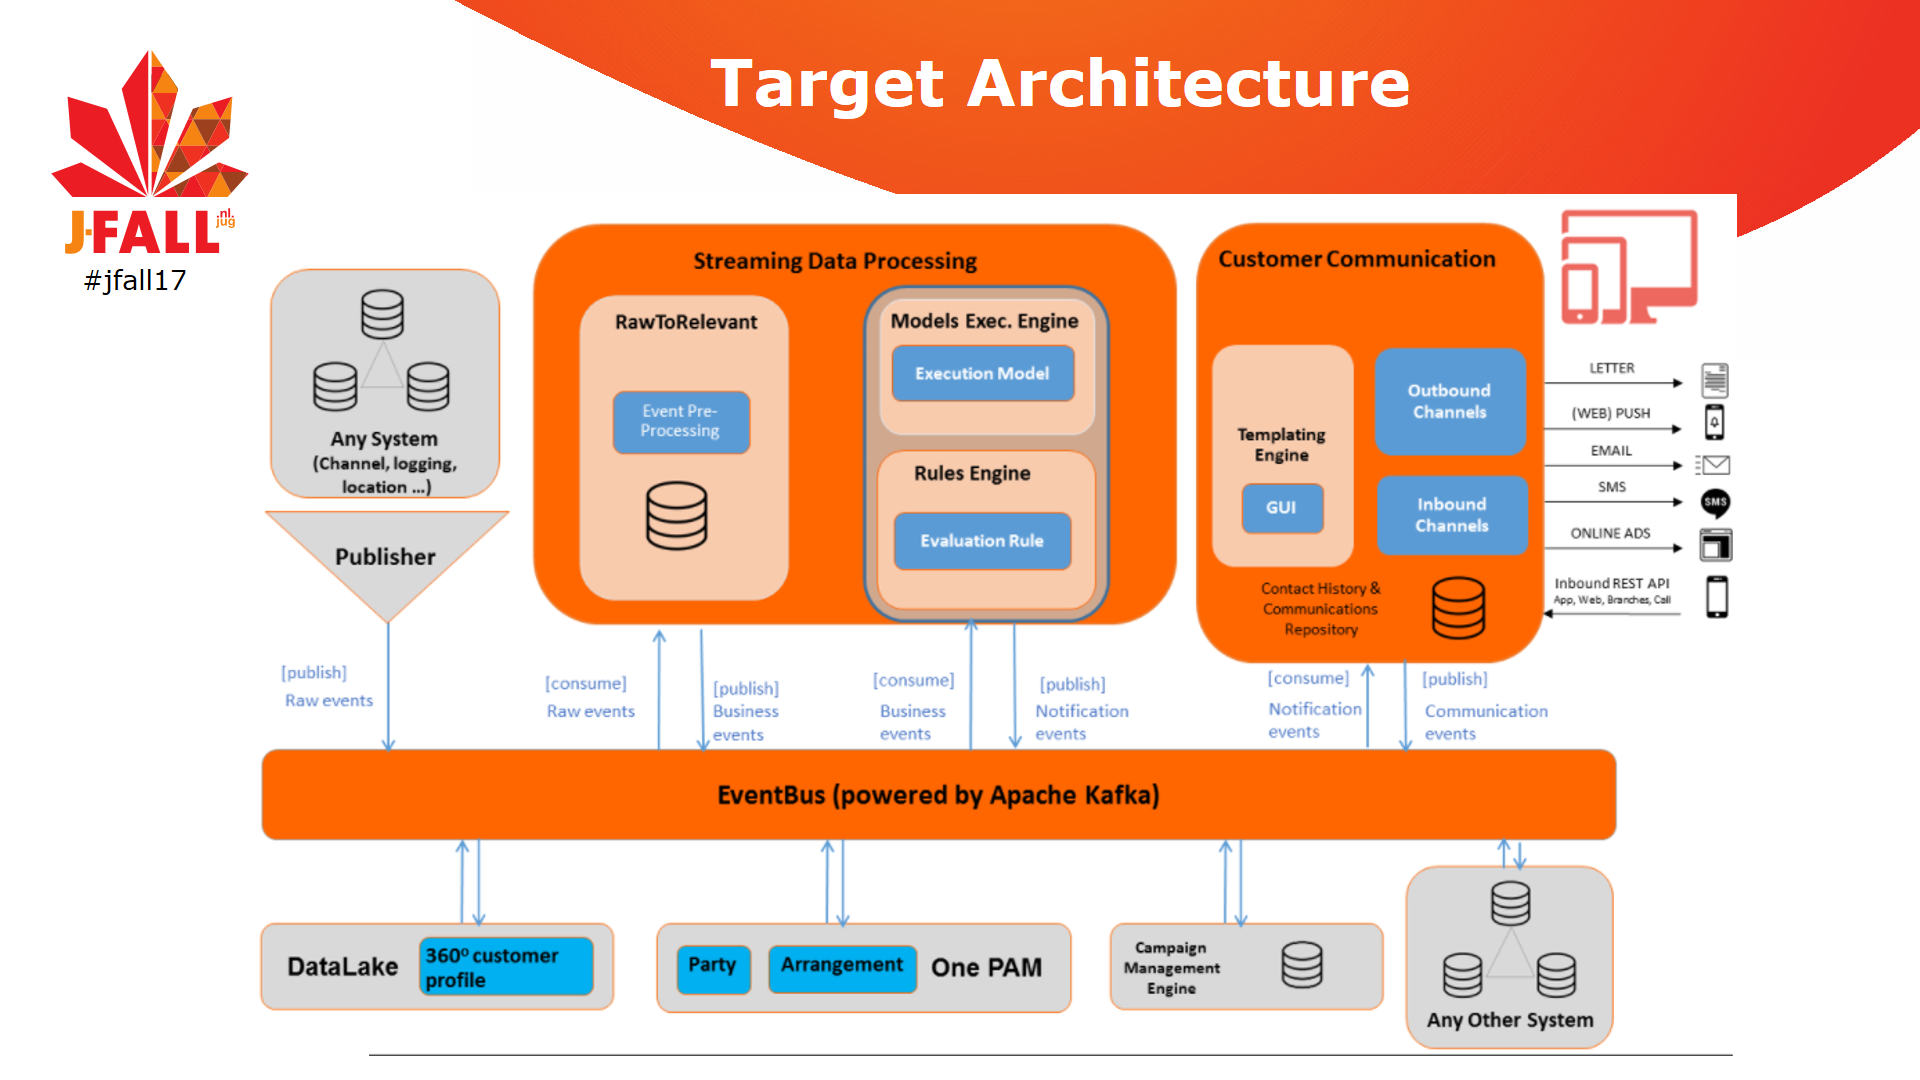 Target Architecture
J-FALL
nl.
jug
#jfall17
Any System
(Channel, logging,
location ...)
Publisher
Streaming Data Processing
RawToRelevant
Event Pre-
Processing
Models Exec. Engine
Execution Model
Rules Engine
Evaluation Rule
Customer Communication
Templating
Engine
GUI
Outbound
Channels
Inbound
Channels
Contact History &
Communications
Repository
LETTER
(WEB) PUSH
EMAIL
SMS
SMS
ONLINE ADS
Inbound REST API
App, Web, Branches, Call
[publish]
Raw events
[consume]
Raw events
[publish]
Business
events
[consume]
Business
events
[publish]
Notification
events
[consume]
Notification
events
[publish]
Communication
events
EventBus (powered by Apache Kafka)
DataLake
360º customer
profile
Party
Arrangement
One PAM
Campaign
Management
Engine
Any Other System